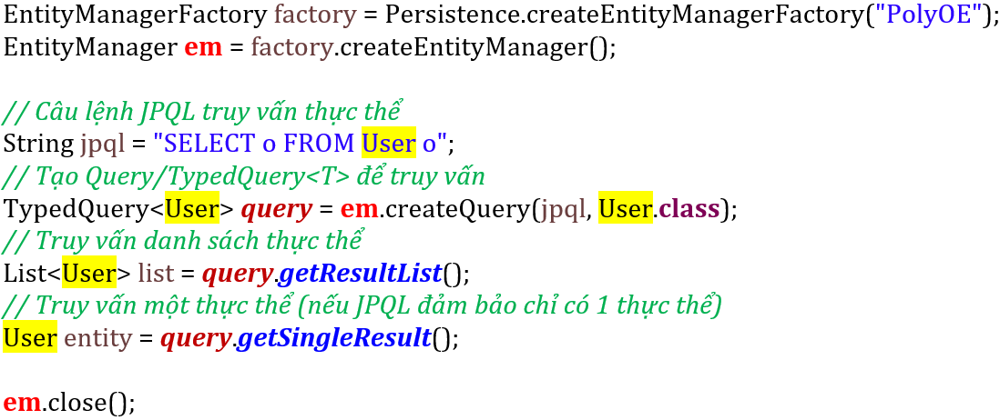 EntityManagerFactory factory = Persistence.createEntityManagerFactory("PolyOE");
EntityManager em = factory.createEntityManager();
// Câu lệnh JPQL truy vấn thực thể
String jpql = "SELECT o FROM User o";
// Tạo Query/TypedQuery<T> để truy vấn
TypedQuery<User> query = em.createQuery(jpql, User.class);
// Truy vấn danh sách thực thể
List<User> list = query.getResultList();
// Truy vấn một thực thể (nếu JPQL đảm bảo chỉ có 1 thực thể)
User entity = query.getSingleResult();
em.close();